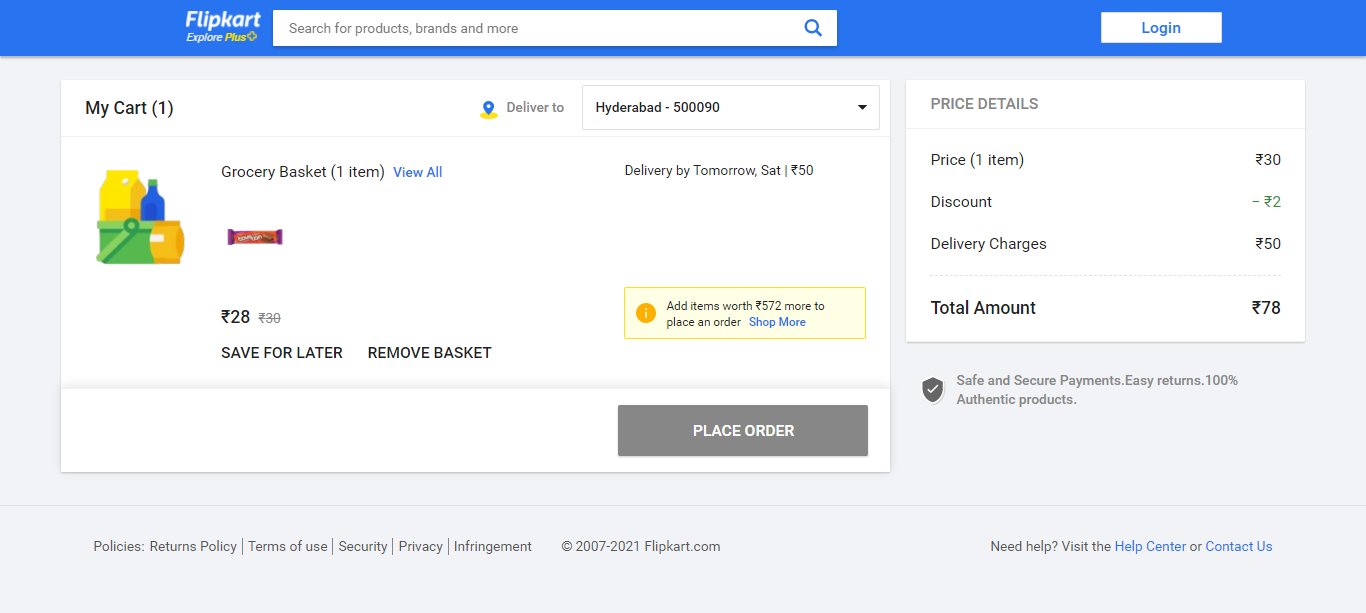 Flipkart
Explore Plus
Search for products, brands and more
Login
My Cart (1)
Deliver to
Hyderabad - 500090
Grocery Basket (1 item) View All
Delivery by Tomorrow, Sat | ₹50
₹28 ₹30
Add items worth ₹572 more to
place an order Shop More
SAVE FOR LATER REMOVE BASKET
PLACE ORDER
PRICE DETAILS
Price (1 item) ₹30
Discount − ₹2
Delivery Charges ₹50
Total Amount ₹78
Safe and Secure Payments.Easy returns.100%
Authentic products.
Policies: Returns Policy | Terms of use | Security | Privacy | Infringement © 2007-2021 Flipkart.com
Need help? Visit the Help Center or Contact Us